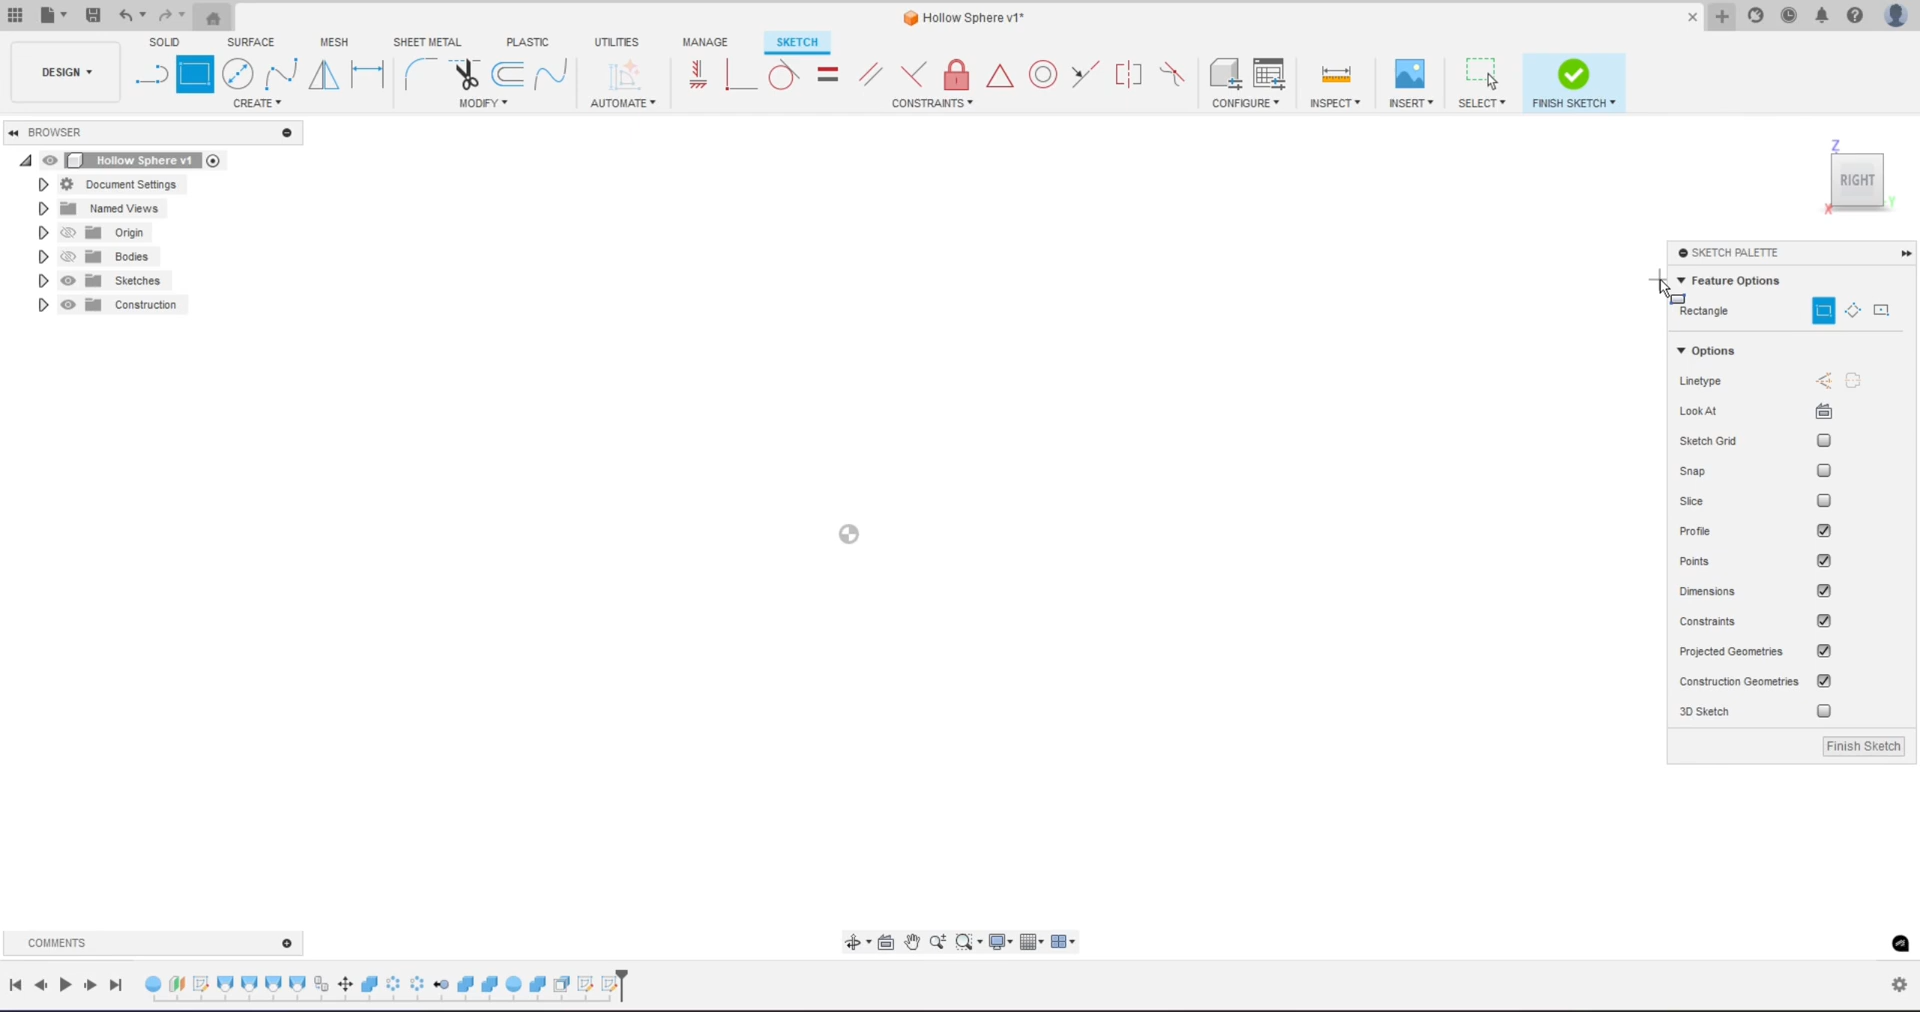 Hollow Sphere v1*
SOLID
SURFACE
MESH
SHEET METAL
PLASTIC
UTILITIES
MANAGE
SKETCH
DESIGN
CREATE
MODIFY
AUTOMATE
CONSTRAINTS
CONFIGURE
INSPECT
INSERT
SELECT
FINISH SKETCH
BROWSER
Hollow Sphere v1
Document Settings
Named Views
Origin
Bodies
Sketches
Construction
Z
RIGHT
X
Y
SKETCH PALETTE
Feature Options
Rectangle
Options
Linetype
Look At
Sketch Grid
Snap
Slice
Profile
Points
Dimensions
Constraints
Projected Geometries
Construction Geometries
3D Sketch
Finish Sketch
COMMENTS